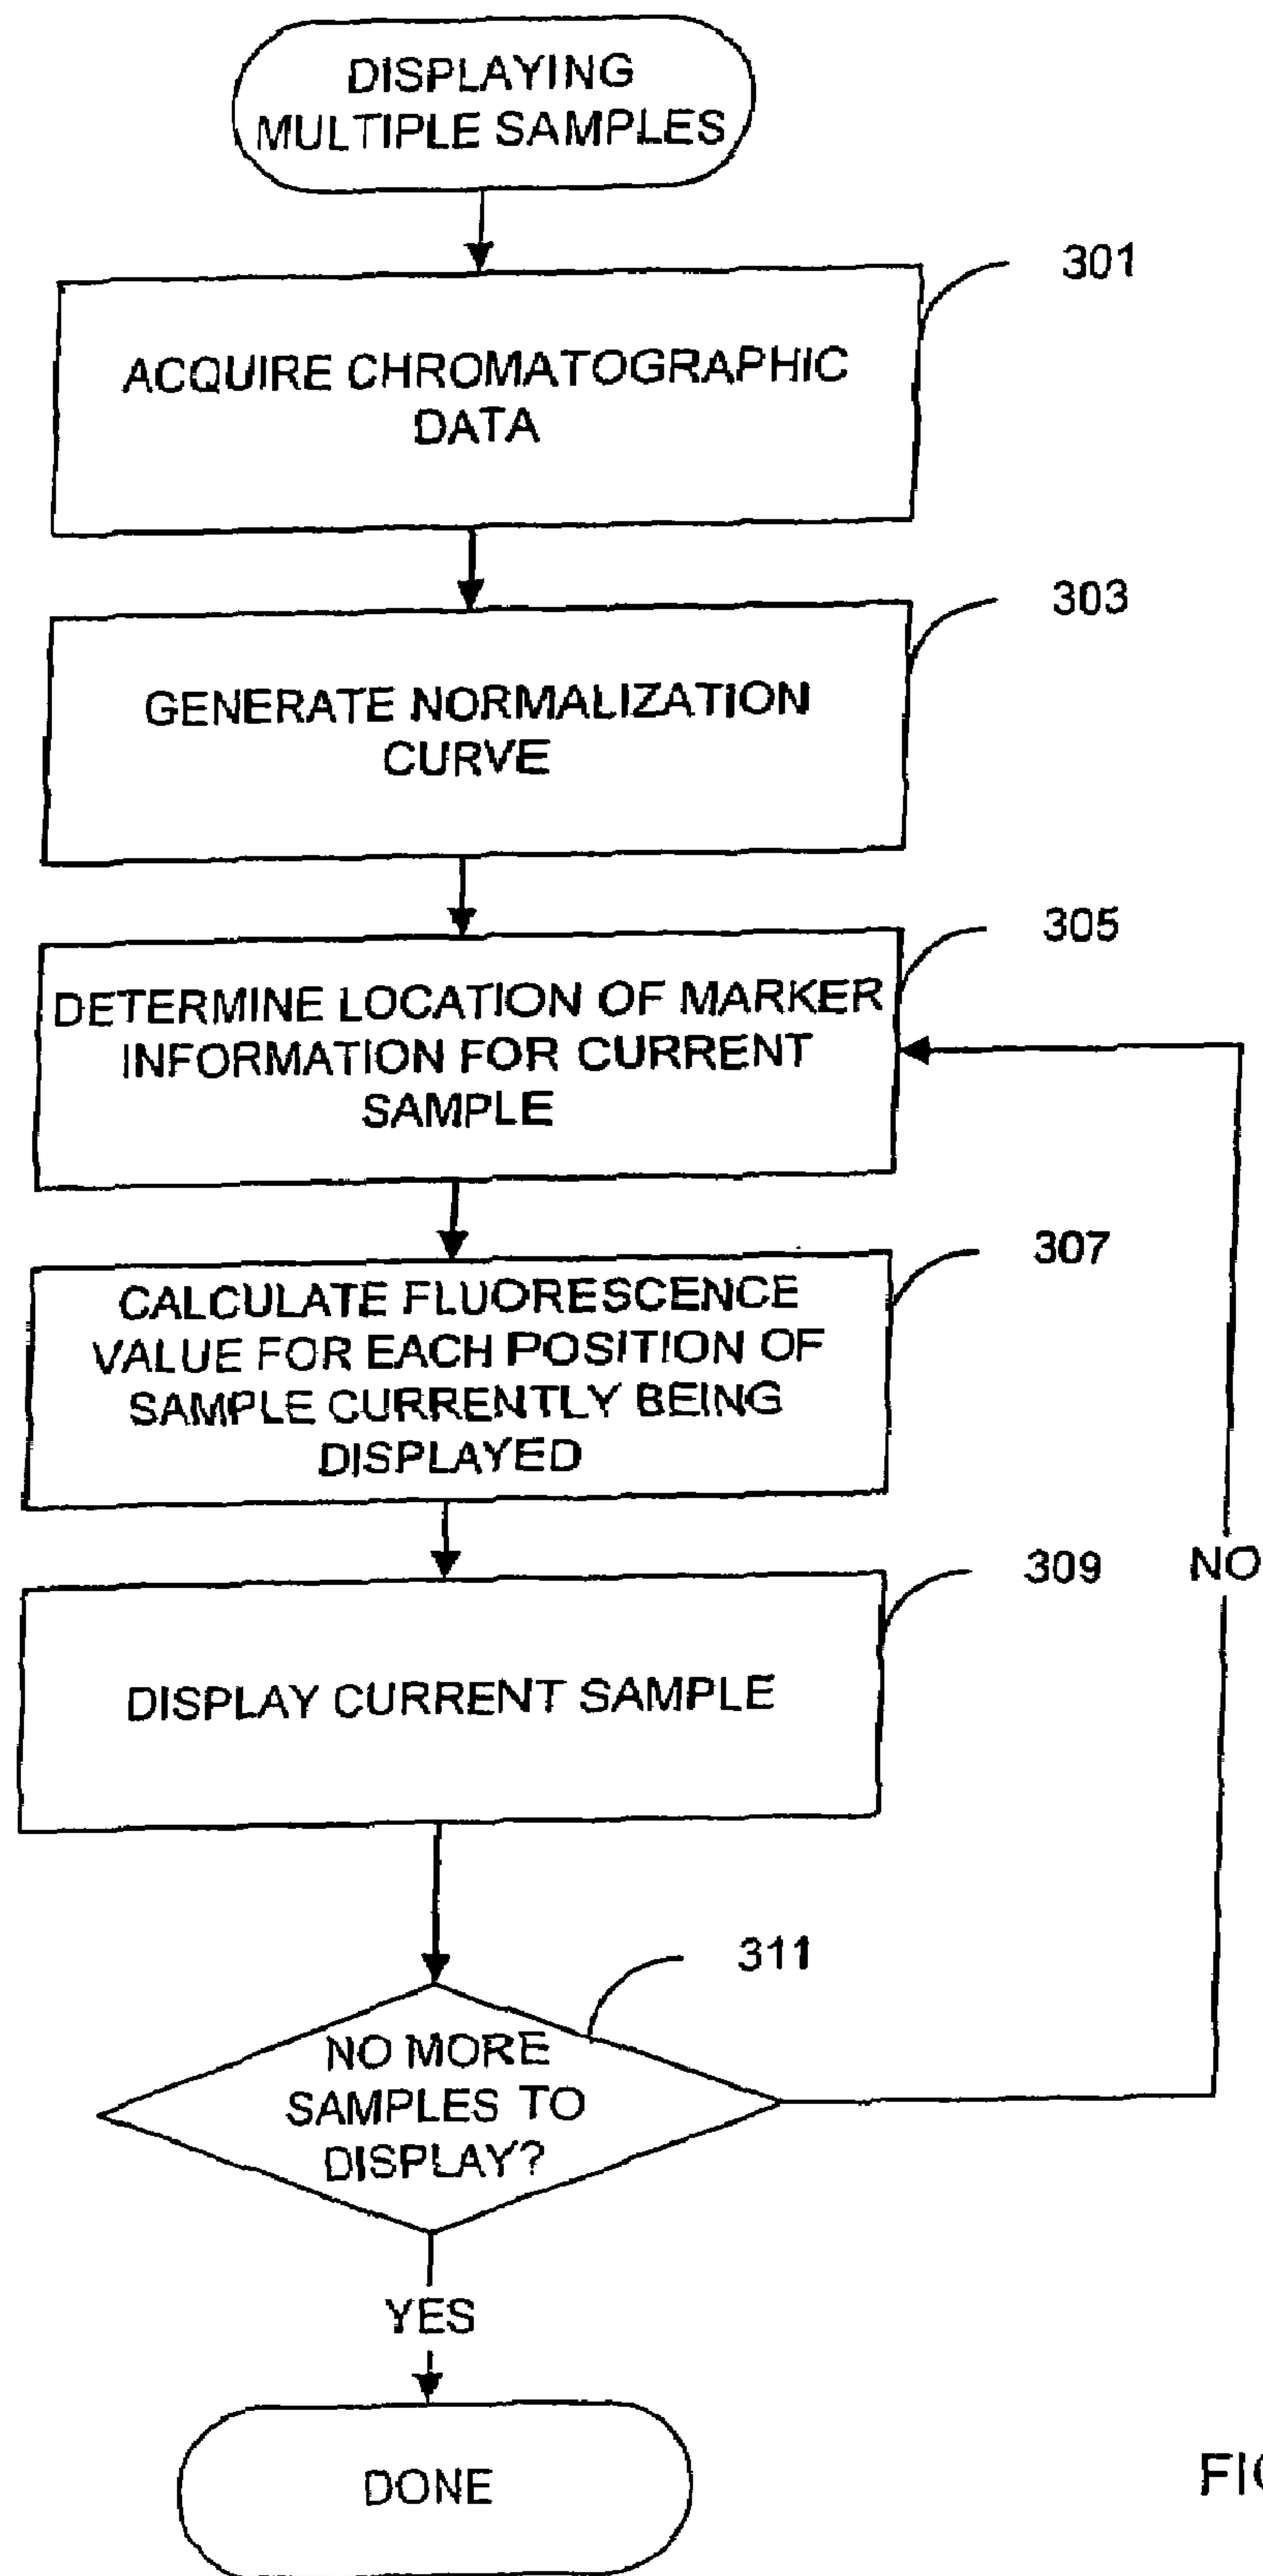 DISPLAYING
MULTIPLE SAMPLES
301
ACQUIRE CHROMATOGRAPHIC
DATA
303
GENERATE NORMALIZATION
CURVE
305
DETERMINE LOCATION OF MARKER
INFORMATION FOR CURRENT
SAMPLE
307
CALCULATE FLUORESCENCE
VALUE FOR EACH POSITION OF
SAMPLE CURRENTLY BEING
DISPLAYED
309
NO
DISPLAY CURRENT SAMPLE
311
NO MORE
SAMPLES TO
DISPLAY?
YES
DONE